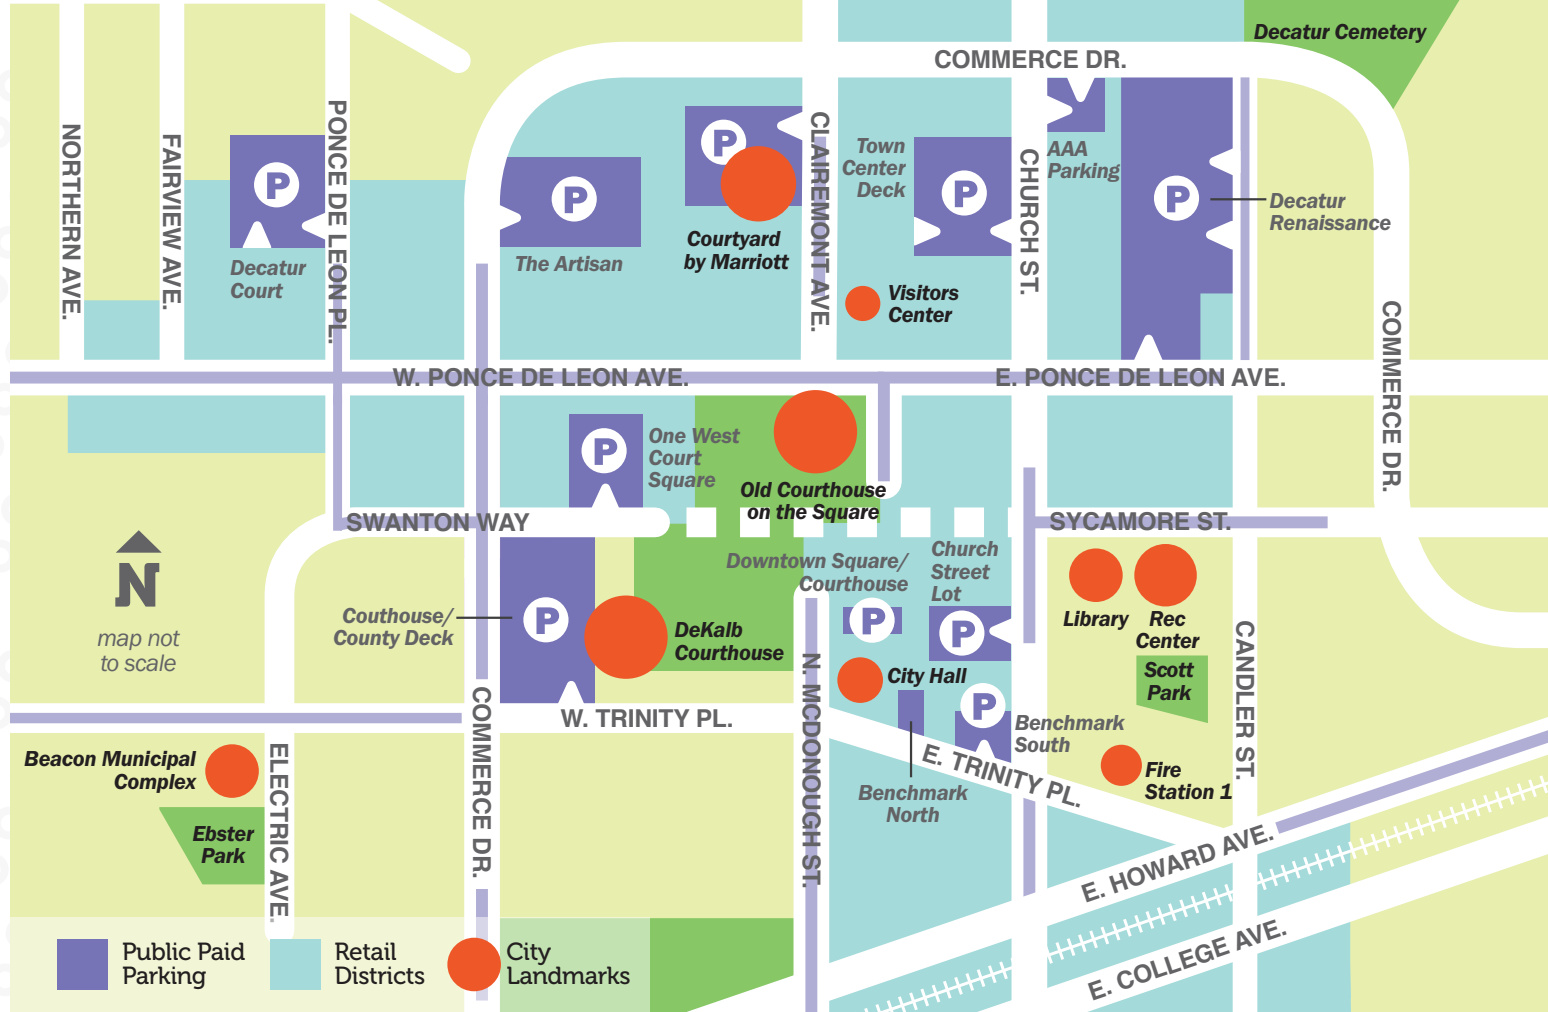 Decatur Cemetery
COMMERCE DR.
NORTHERN AVE.
FAIRVIEW AVE.
PONCE DE LEON PL.
P
Decatur
Court
P
The Artisan
P
Courtyard
by Marriott
CLAIREMONT AVE.
Town
Center
Deck
P
Visitors
Center
CHURCH ST.
AAA
Parking
P
Decatur
Renaissance
COMMERCE DR.
W. PONCE DE LEON AVE.
E. PONCE DE LEON AVE.
P
One West
Court
Square
Old Courthouse
on the Square
SWANTON WAY
SYCAMORE ST.
N
map not
to scale
Couthouse/
County Deck
P
DeKalb
Courthouse
Downtown Square/
Courthouse
P
Church
Street
Lot
P
Library
Rec
Center
Scott
Park
CANDLER ST.
City Hall
P
Benchmark
South
Benchmark
North
Fire
Station 1
W. TRINITY PL.
E. TRINITY PL.
N. MCDONOUGH ST.
COMMERCE DR.
Beacon Municipal
Complex
Ebster
Park
ELECTRIC AVE.
E. HOWARD AVE.
E. COLLEGE AVE.
Public Paid
Parking
Retail
Districts
City
Landmarks